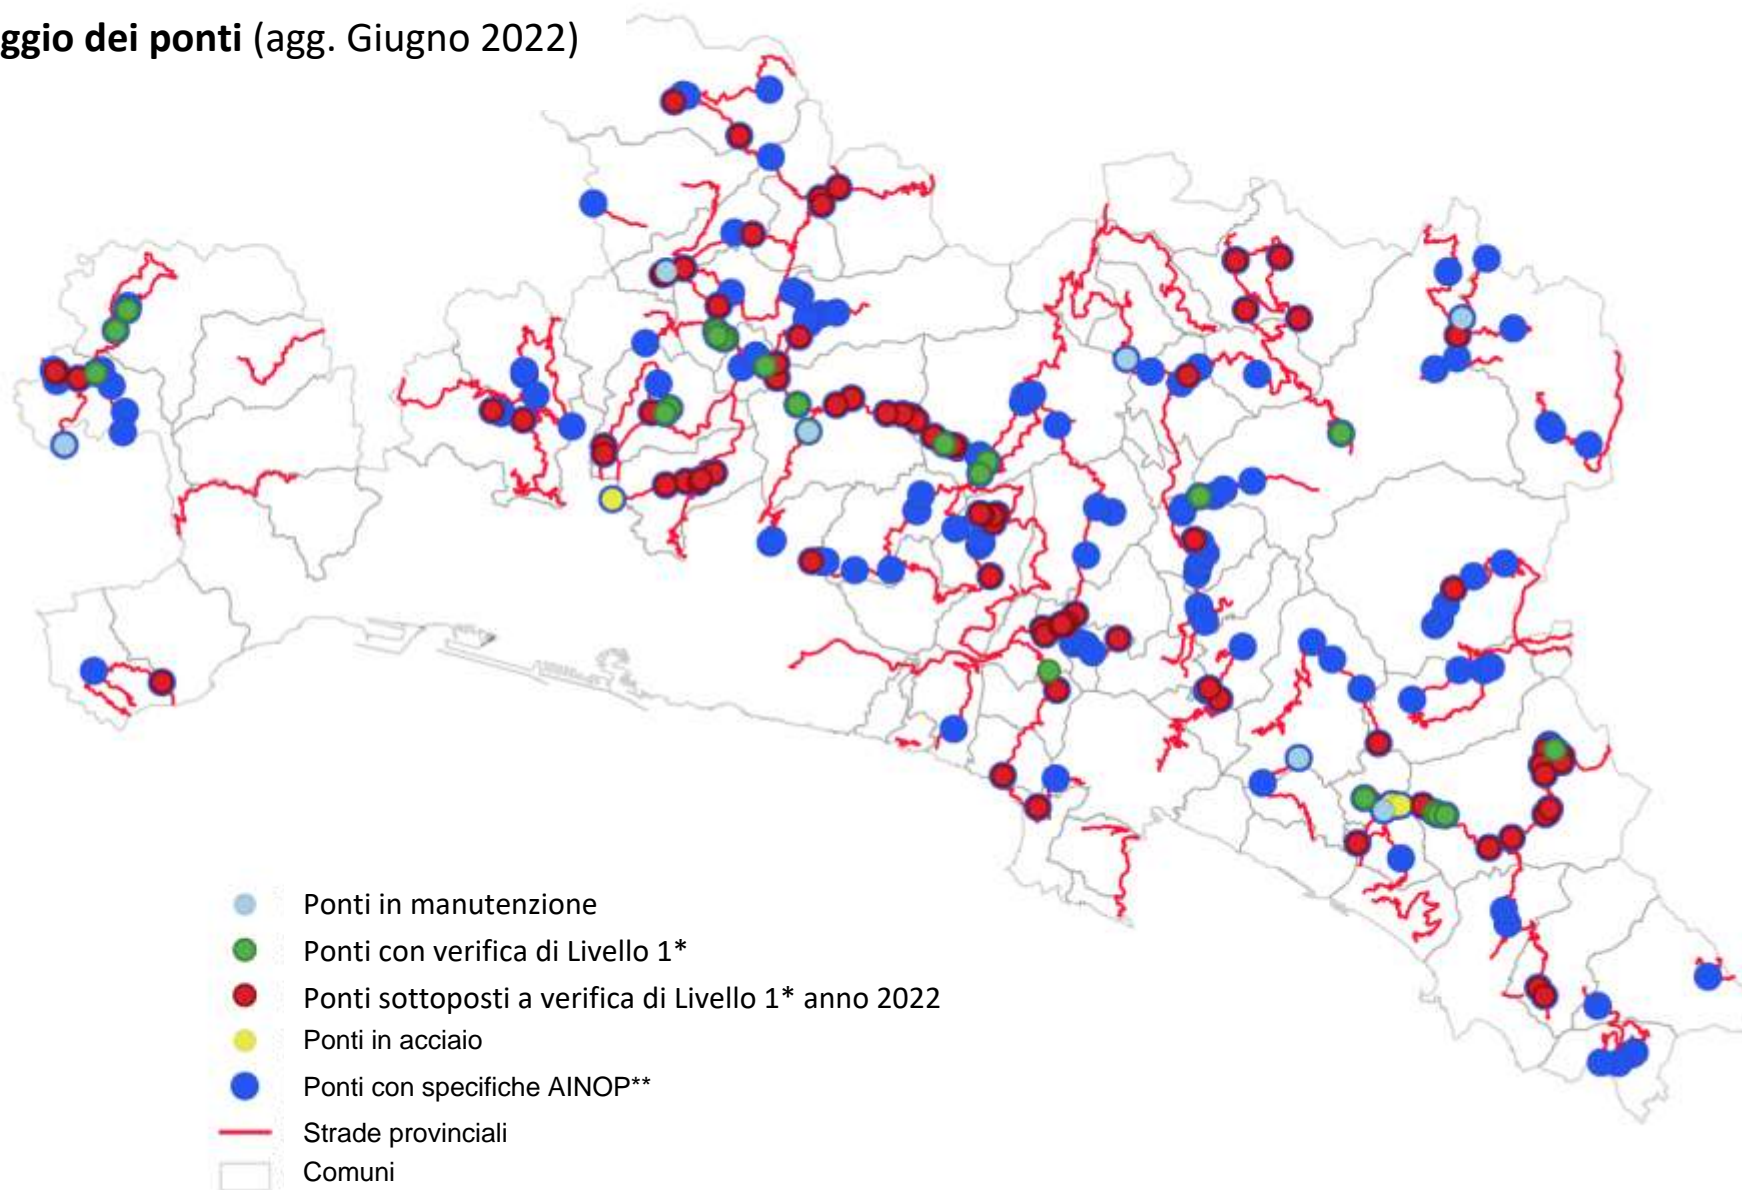 ggio dei ponti (agg. Giugno 2022)
Ponti in manutenzione
Ponti con verifica di Livello 1*
Ponti sottoposti a verifica di Livello 1* anno 2022
Ponti in acciaio
Ponti con specifiche AINOP**
Strade provinciali
Comuni